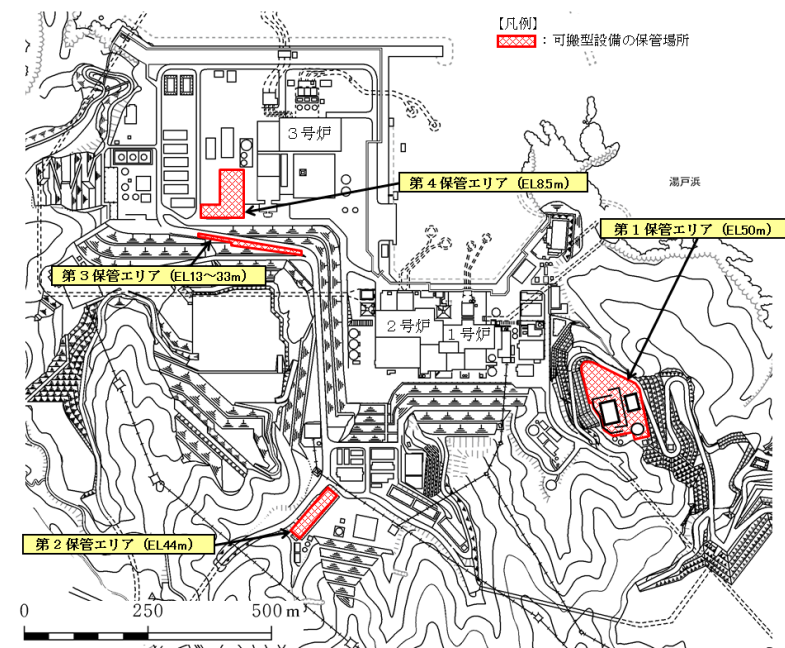 【凡例】
：可搬型設備の保管場所
3号炉
湯戸浜
第４保管エリア（EL8.5m）
第１保管エリア（EL50m）
第３保管エリア（EL13～33m）
2号炉
1号炉
第２保管エリア（EL44m）
0 250 500 m